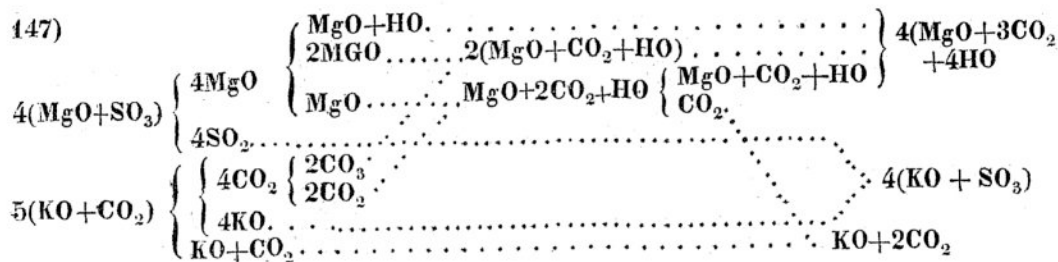 147)
MgO+HO. 4(MgO+3CO₂
2MGO 2(MgO+CO₂+HO) +4HO
4MgO MgO+CO₂+HO
MgO MgO+2CO₂+HO CO₂.
4(MgO+SO₃)
4SO₂
2CO₃ 4(KO + SO₃)
4CO₂
2CO₂
5(KO+CO₂)
4KO.
KO+CO₂ KO+2CO₂